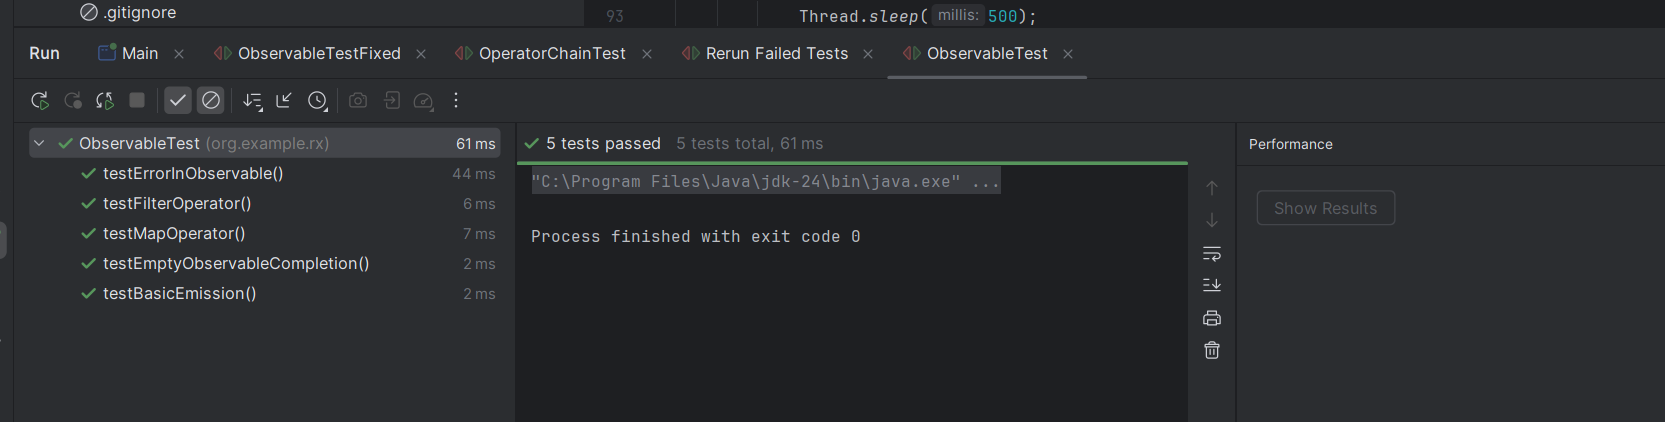 .gitignore
93 Thread.sleep( millis: 500);
Run Main ObservableTestFixed OperatorChainTest Rerun Failed Tests ObservableTest
ObservableTest (org.example.rx) 61 ms
testErrorInObservable() 44 ms
testFilterOperator() 6 ms
testMapOperator() 7 ms
testEmptyObservableCompletion() 2 ms
testBasicEmission() 2 ms
5 tests passed 5 tests total, 61 ms
"C:\Program Files\Java\jdk-24\bin\java.exe" ...
Process finished with exit code 0
Performance
Show Results